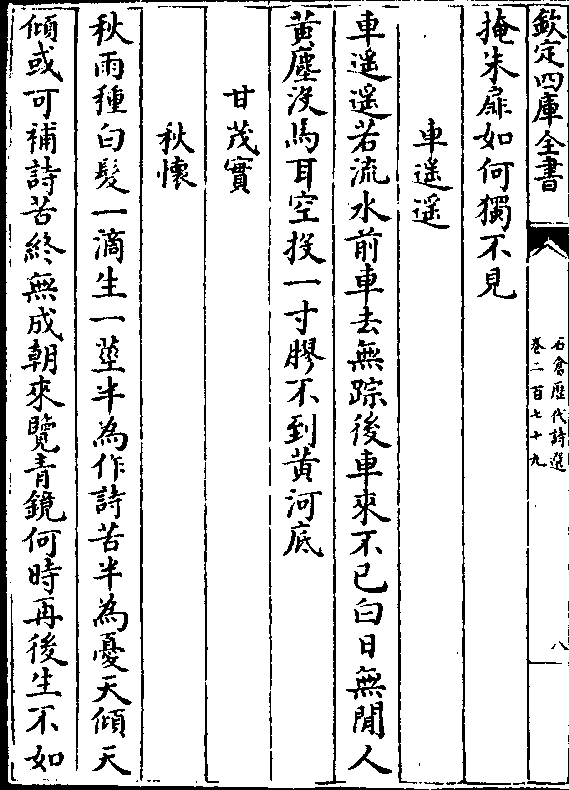 欽定四庫全書
石倉歷代詩選
卷二百七十九
八
掩朱扉如何獨不見
車遥遥
車遥遥若流水前車去無踪後車來不已白日無閒人
黄塵没馬耳空投一寸膠不到黄河底
甘茂實
秋懷
秋雨種白髮一滴生一莖半為作詩苦半為憂天傾天
傾或可補詩苦終無成朝來覽青鏡何時再後生不如